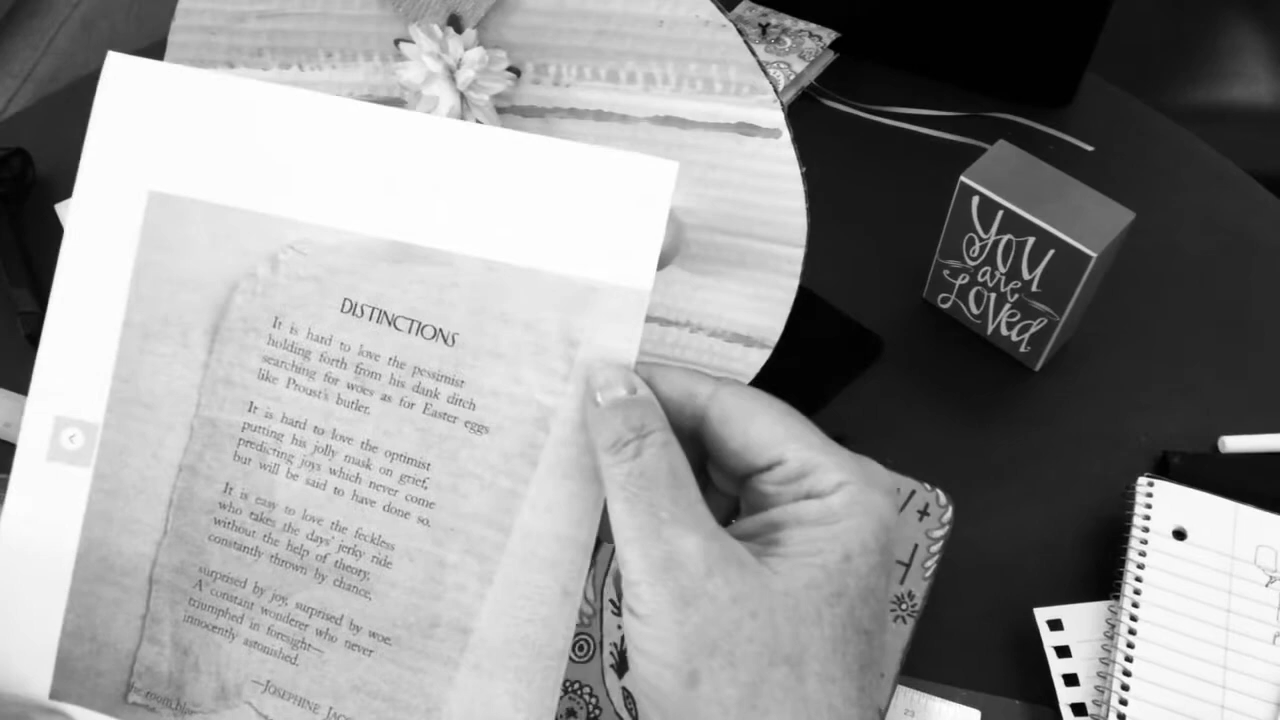 DISTINCTIONS
It is hard to love the pessimist
holding forth from his dank ditch
searching for woes as for Easter eggs
like Proust's butler.
It is hard to love the optimist
putting his jolly mask on grief,
predicting joys which never come
but will be said to have done so.
It is easy to love the feckless
who takes the days' jerky ride
without the help of theory,
constantly thrown by chance,
surprised by joy, surprised by woe.
A constant wonderer who never
triumphed in foresight—
innocently astonished.
—JOSEPHINE JAC
You
are
Loved
23